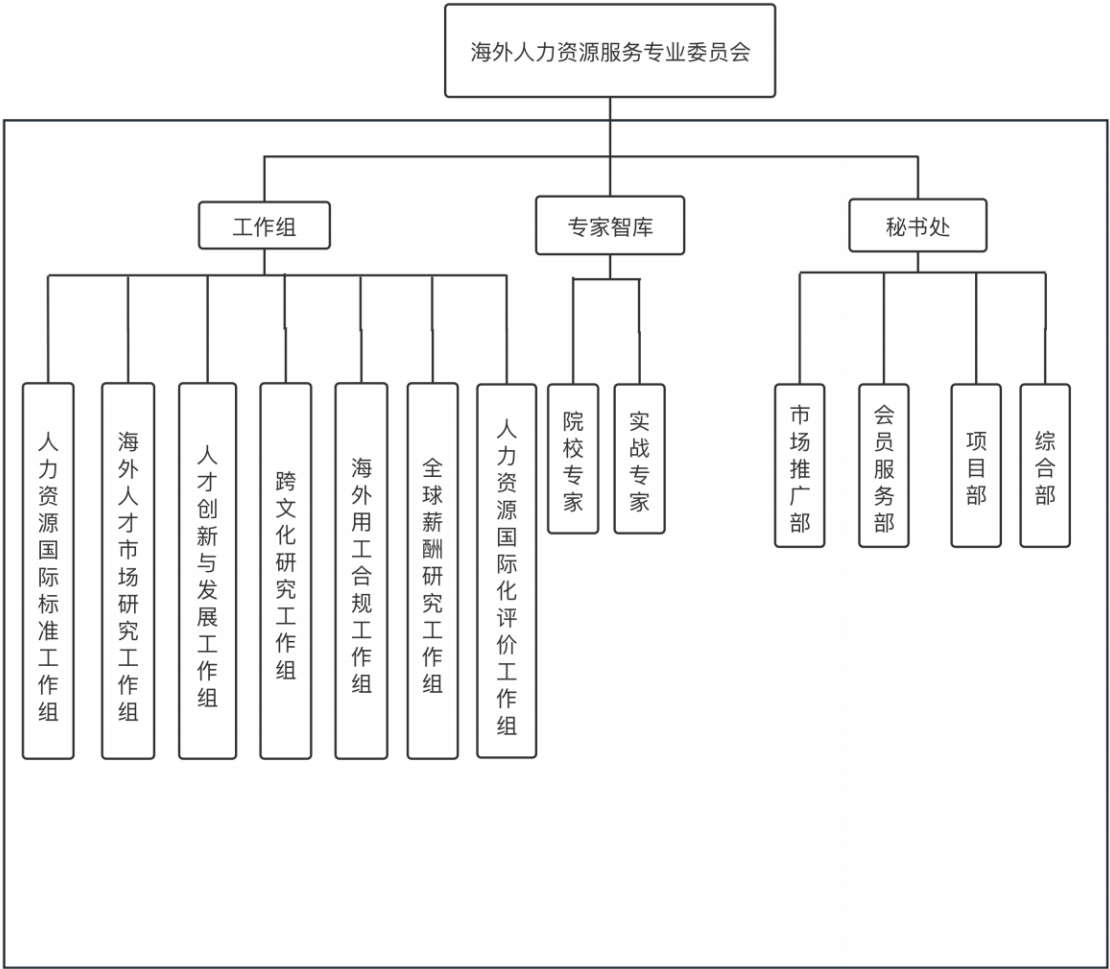 海外人力资源服务专业委员会
工作组
专家智库
秘书处
人力资源国际标准工作组
海外人才市场研究工作组
人才创新与发展工作组
跨文化研究工作组
海外用工合规工作组
全球薪酬研究工作组
人力资源国际化评价工作组
院校专家
实战专家
市场推广部
会员服务部
项目部
综合部